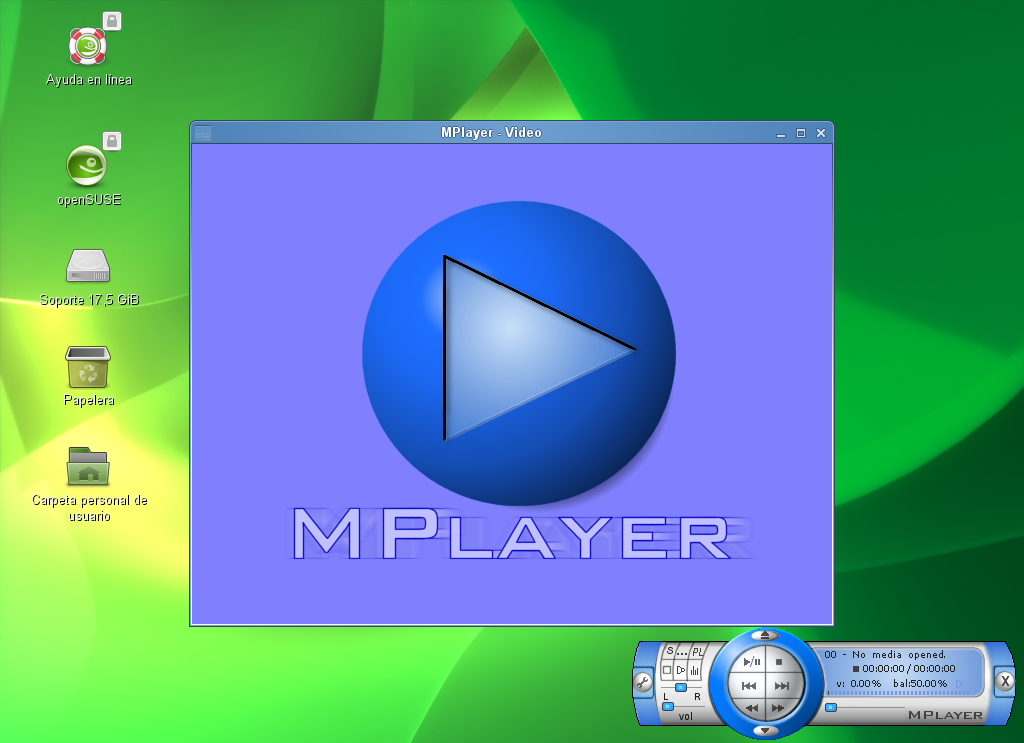 Ayuda en línea
openSUSE
Soporte 17,5 GiB
Papelera
Carpeta personal de
usuario
MPlayer - Video
MPLAYER
S ... PL
L R
vol
00 - No media opened.
00:00:00 / 00:00:00
v: 0.00% bal:50.00%
MPLAYER
X